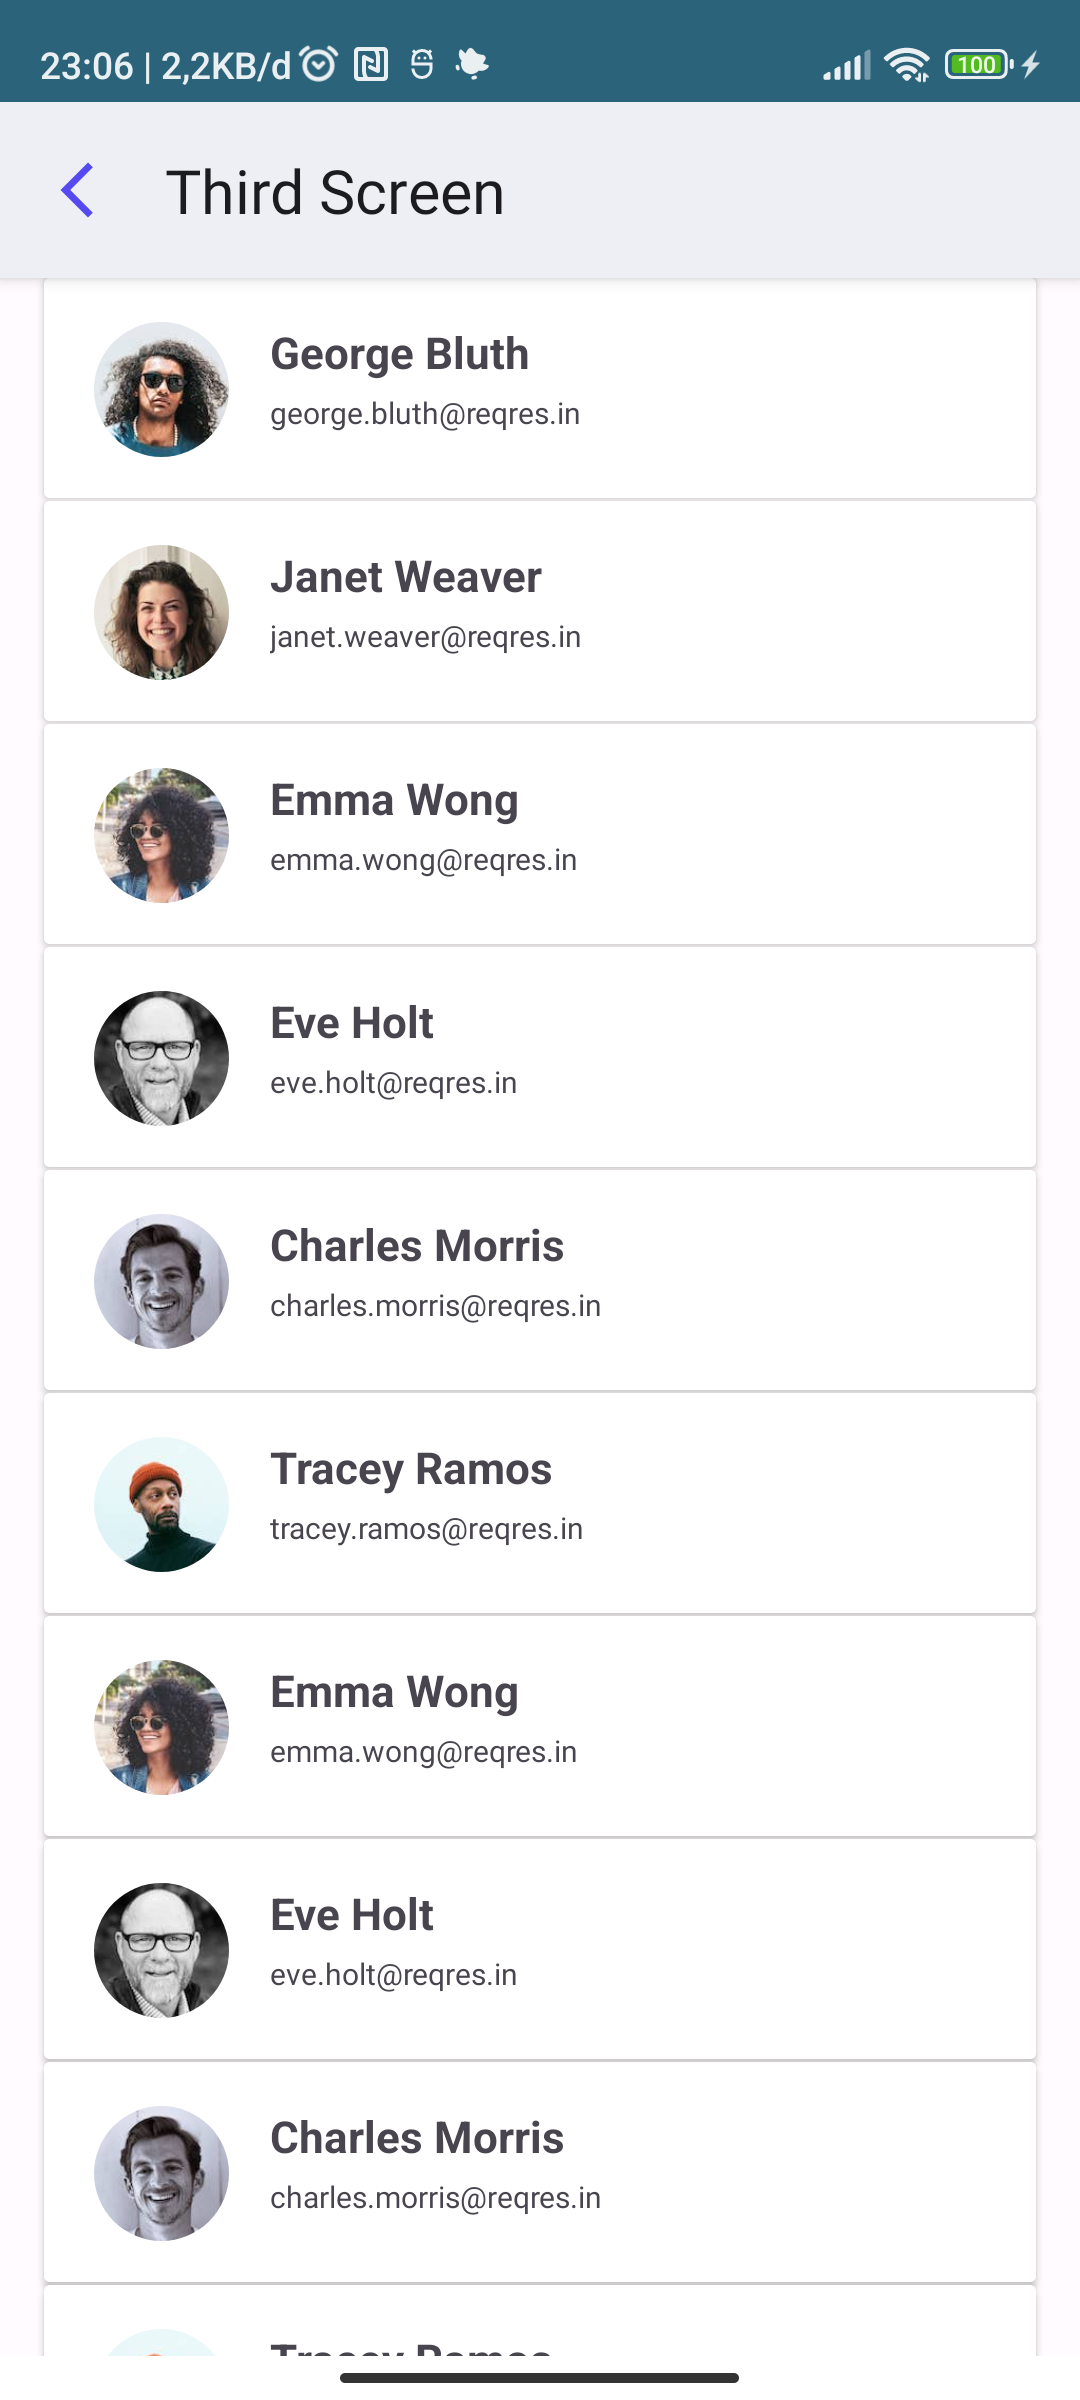 23:06 | 2,2KB/d
100
Third Screen
George Bluth
george.bluth@reqres.in
Janet Weaver
janet.weaver@reqres.in
Emma Wong
emma.wong@reqres.in
Eve Holt
eve.holt@reqres.in
Charles Morris
charles.morris@reqres.in
Tracey Ramos
tracey.ramos@reqres.in
Emma Wong
emma.wong@reqres.in
Eve Holt
eve.holt@reqres.in
Charles Morris
charles.morris@reqres.in
Tracey Ramos